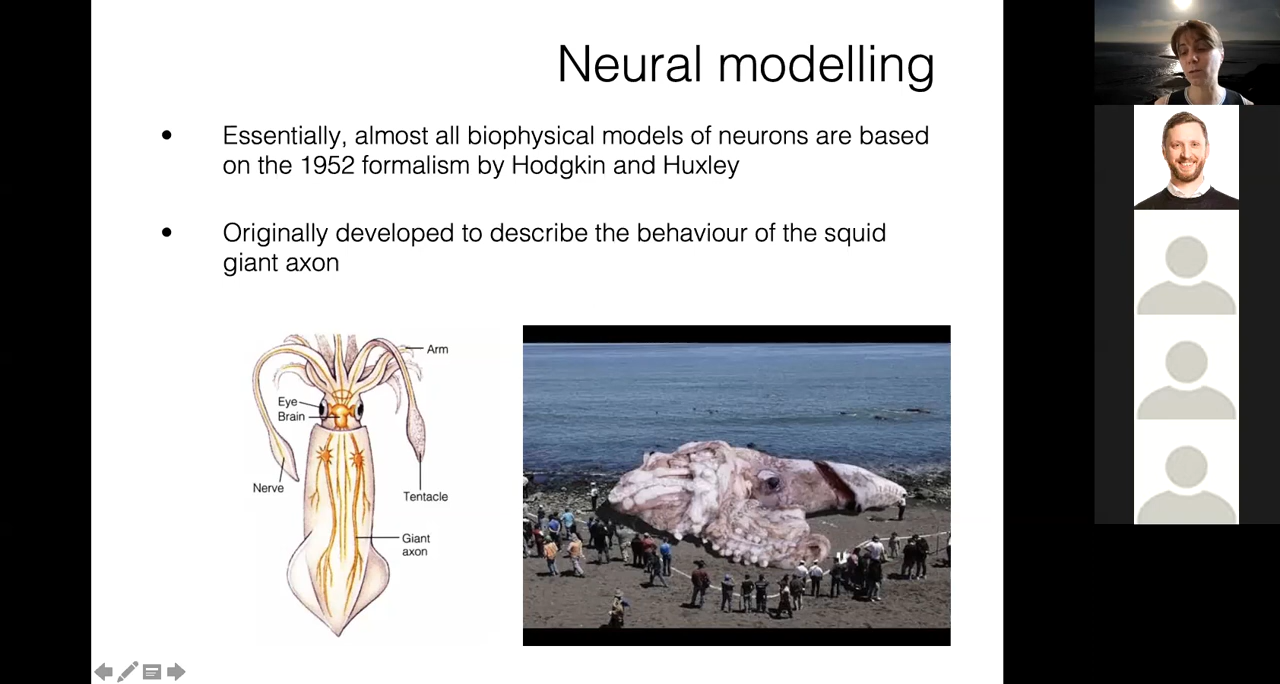 Neural modelling
• Essentially, almost all biophysical models of neurons are based
on the 1952 formalism by Hodgkin and Huxley
• Originally developed to describe the behaviour of the squid
giant axon
Arm
Eye
Brain
Nerve
Tentacle
Giant
axon